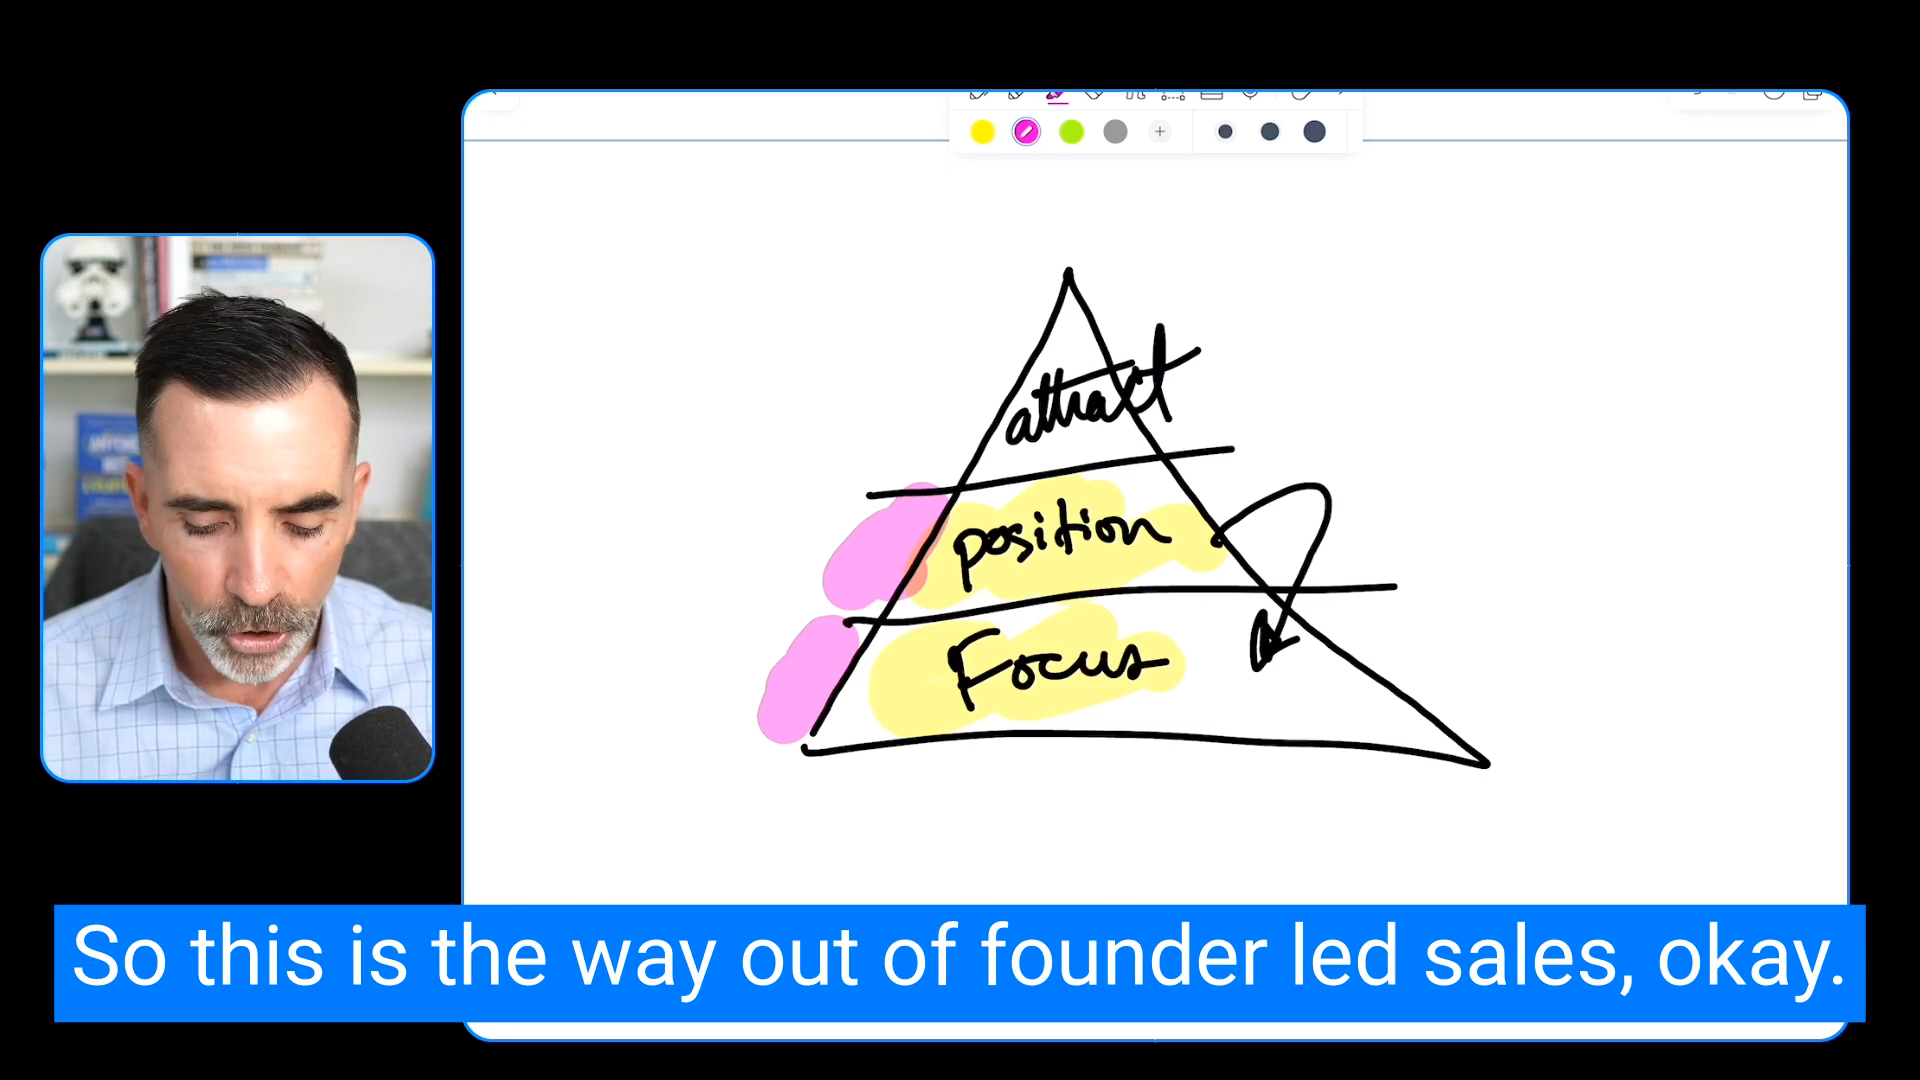 attract
position
Focus
So this is the way out of founder led sales, okay.